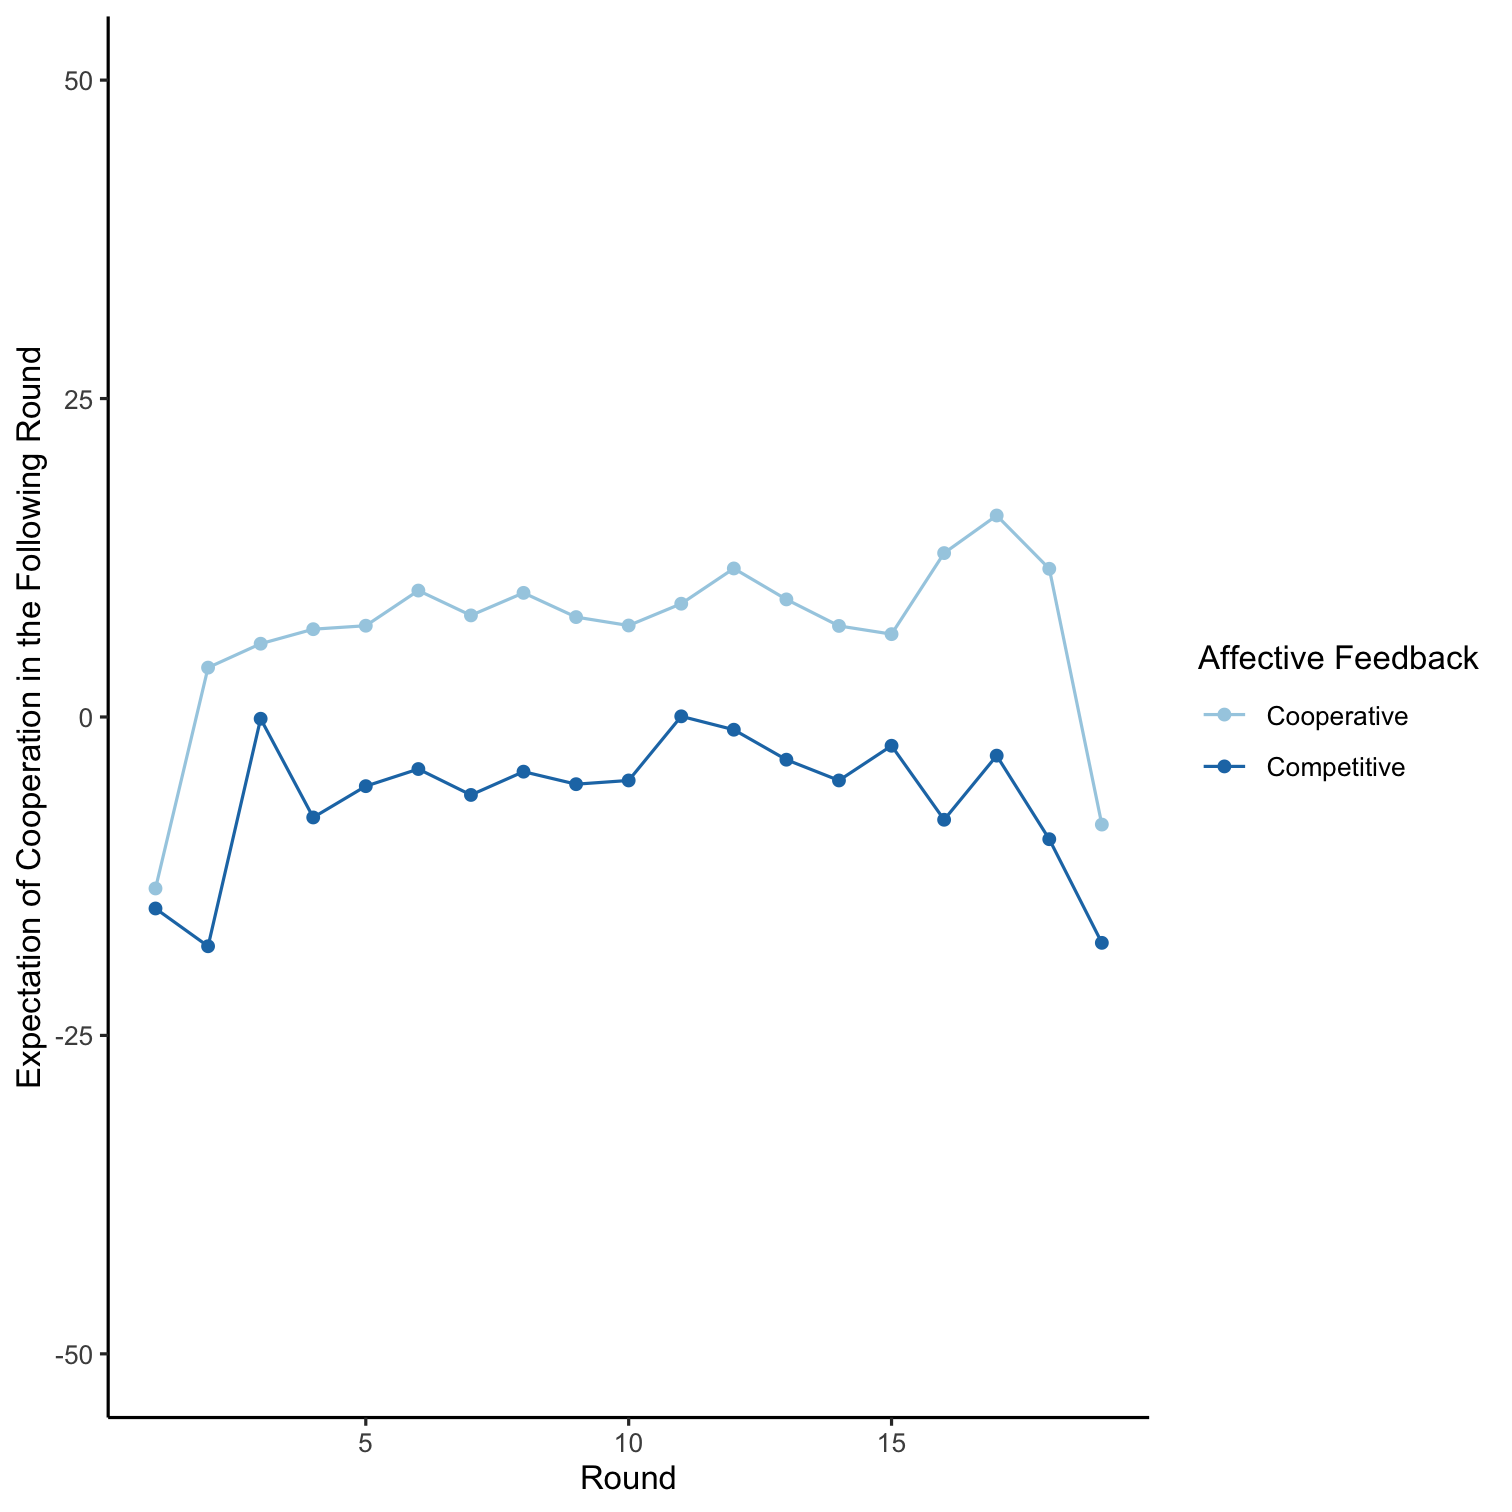 Expectation of Cooperation in the Following Round
50
25
0
-25
-50
5
10
15
Round
Affective Feedback
Cooperative
Competitive